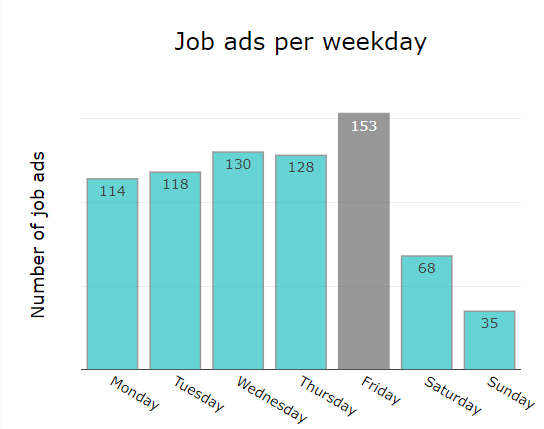 Job ads per weekday
Number of job ads
114
118
130
128
153
68
35
Monday
Tuesday
Wednesday
Thursday
Friday
Saturday
Sunday